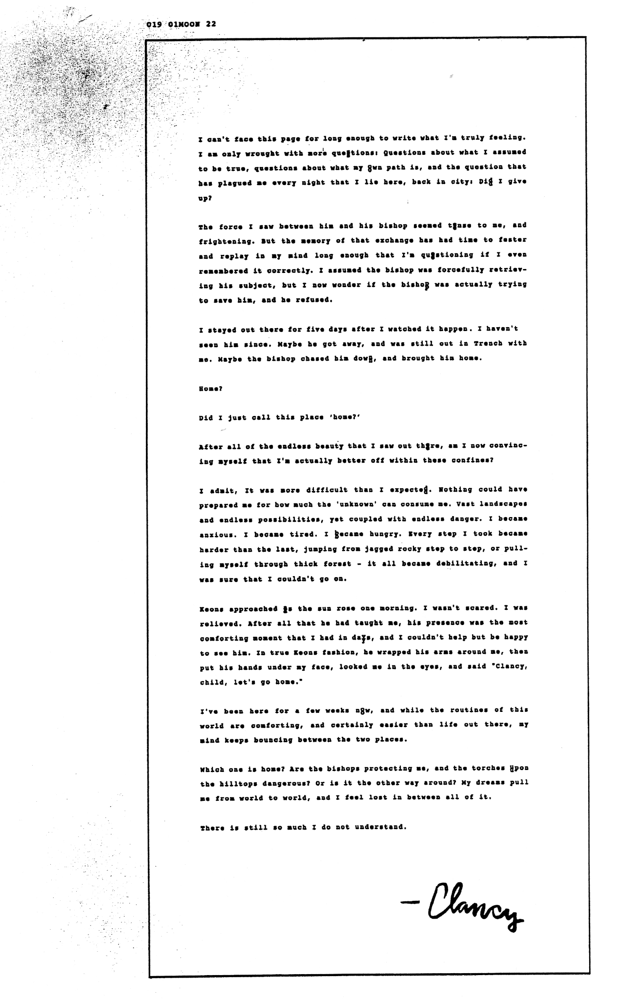 019 01MOON 22
I can't face this page for long enough to write what I'm truly feeling.
I am only wrought with more questions: Questions about what I assumed
to be true, questions about what my own path is, and the question that
has plagued me every night that I lie here, back in city: Did I give
up?
The force I saw between him and his bishop seemed tense to me, and
frightening. But the memory of that exchange has had time to fester
and replay in my mind long enough that I'm questioning if I even
remembered it correctly. I assumed the bishop was forcefully retriev-
ing his subject, but I now wonder if the bishop was actually trying
to save him, and he refused.
I stayed out there for five days after I watched it happen. I haven't
seen him since. Maybe he got away, and was still out in Trench with
me. Maybe the bishop chased him down, and brought him home.
Home?
Did I just call this place 'home?'
After all of the endless beauty that I saw out there, am I now convinc-
ing myself that I'm actually better off within these confines?
I admit, It was more difficult than I expected. Nothing could have
prepared me for how much the 'unknown' can consume me. Vast landscapes
and endless possibilities, yet coupled with endless danger. I became
anxious. I became tired. I became hungry. Every step I took became
harder than the last, jumping from jagged rocky step to step, or pull-
ing myself through thick forest - it all became debilitating, and I
was sure that I couldn't go on.
Keons approached as the sun rose one morning. I wasn't scared. I was
relieved. After all that he had taught me, his presence was the most
comforting moment that I had in days, and I couldn't help but be happy
to see him. In true Keons fashion, he wrapped his arms around me, then
put his hands under my face, looked me in the eyes, and said "Clancy,
child, let's go home."
I've been here for a few weeks now, and while the routines of this
world are comforting, and certainly easier than life out there, my
mind keeps bouncing between the two places.
Which one is home? Are the bishops protecting me, and the torches upon
the hilltops dangerous? Or is it the other way around? My dreams pull
me from world to world, and I feel lost in between all of it.
There is still so much I do not understand.
— Clancy